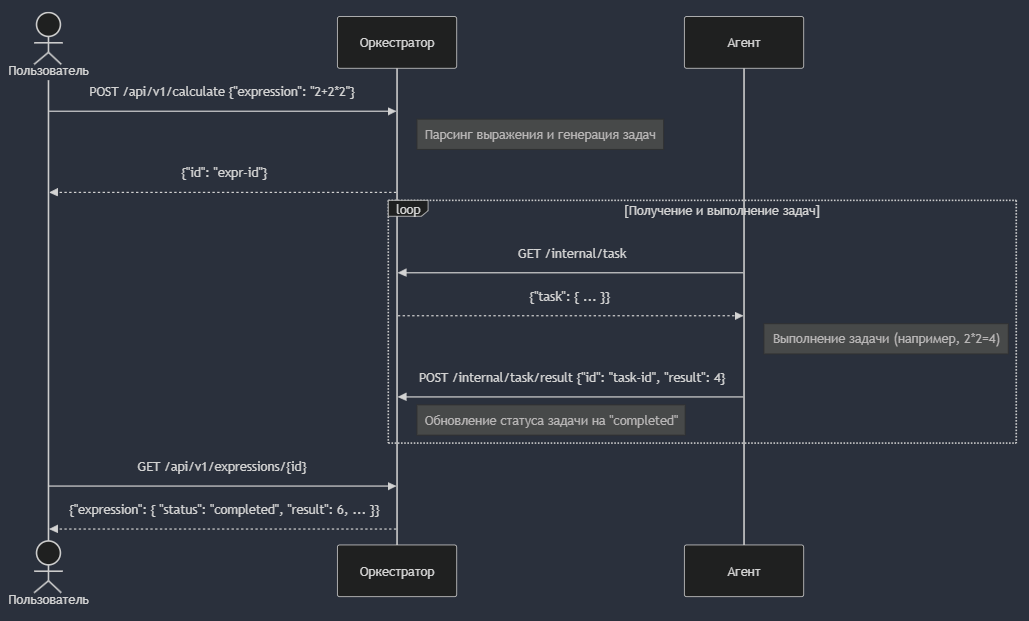 Оркестратор
Агент
Пользователь
POST /api/v1/calculate {"expression": "2+2*2"}
Парсинг выражения и генерация задач
{"id": "expr-id"}
loop
[Получение и выполнение задач]
GET /internal/task
{"task": { ... }}
Выполнение задачи (например, 2*2=4)
POST /internal/task/result {"id": "task-id", "result": 4}
Обновление статуса задачи на "completed"
GET /api/v1/expressions/{id}
{"expression": { "status": "completed", "result": 6, ... }}
Оркестратор
Агент
Пользователь